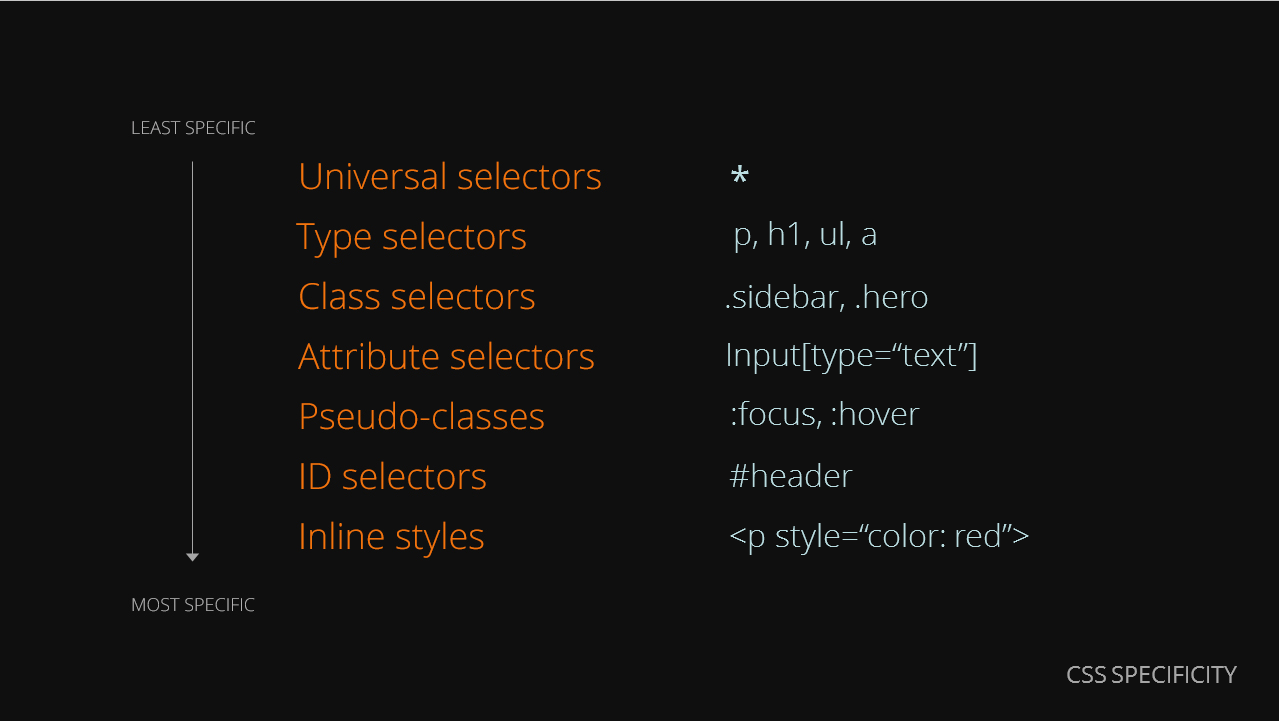 LEAST SPECIFIC
Universal selectors *
Type selectors p, h1, ul, a
Class selectors .sidebar, .hero
Attribute selectors Input[type=“text”]
Pseudo-classes :focus, :hover
ID selectors #header
Inline styles <p style=“color: red”>
MOST SPECIFIC
CSS SPECIFICITY